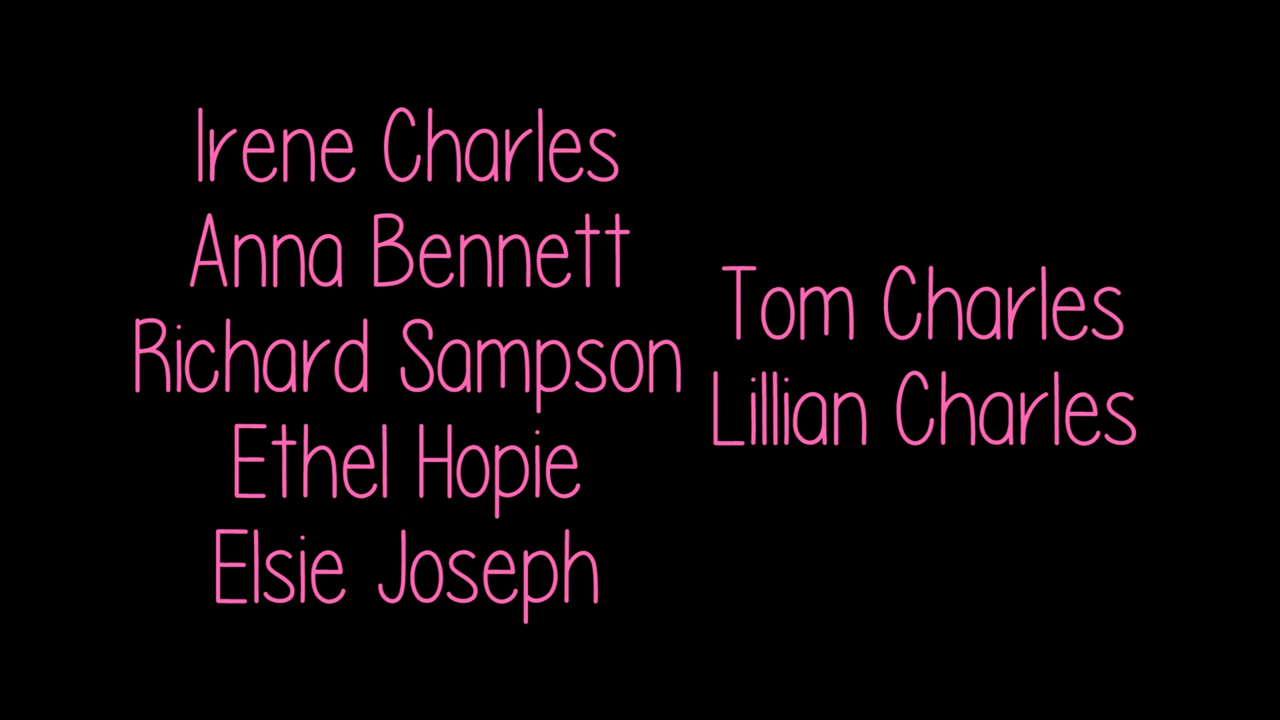 Irene Charles
Anna Bennett
Richard Sampson
Ethel Hopie
Elsie Joseph
Tom Charles
Lillian Charles